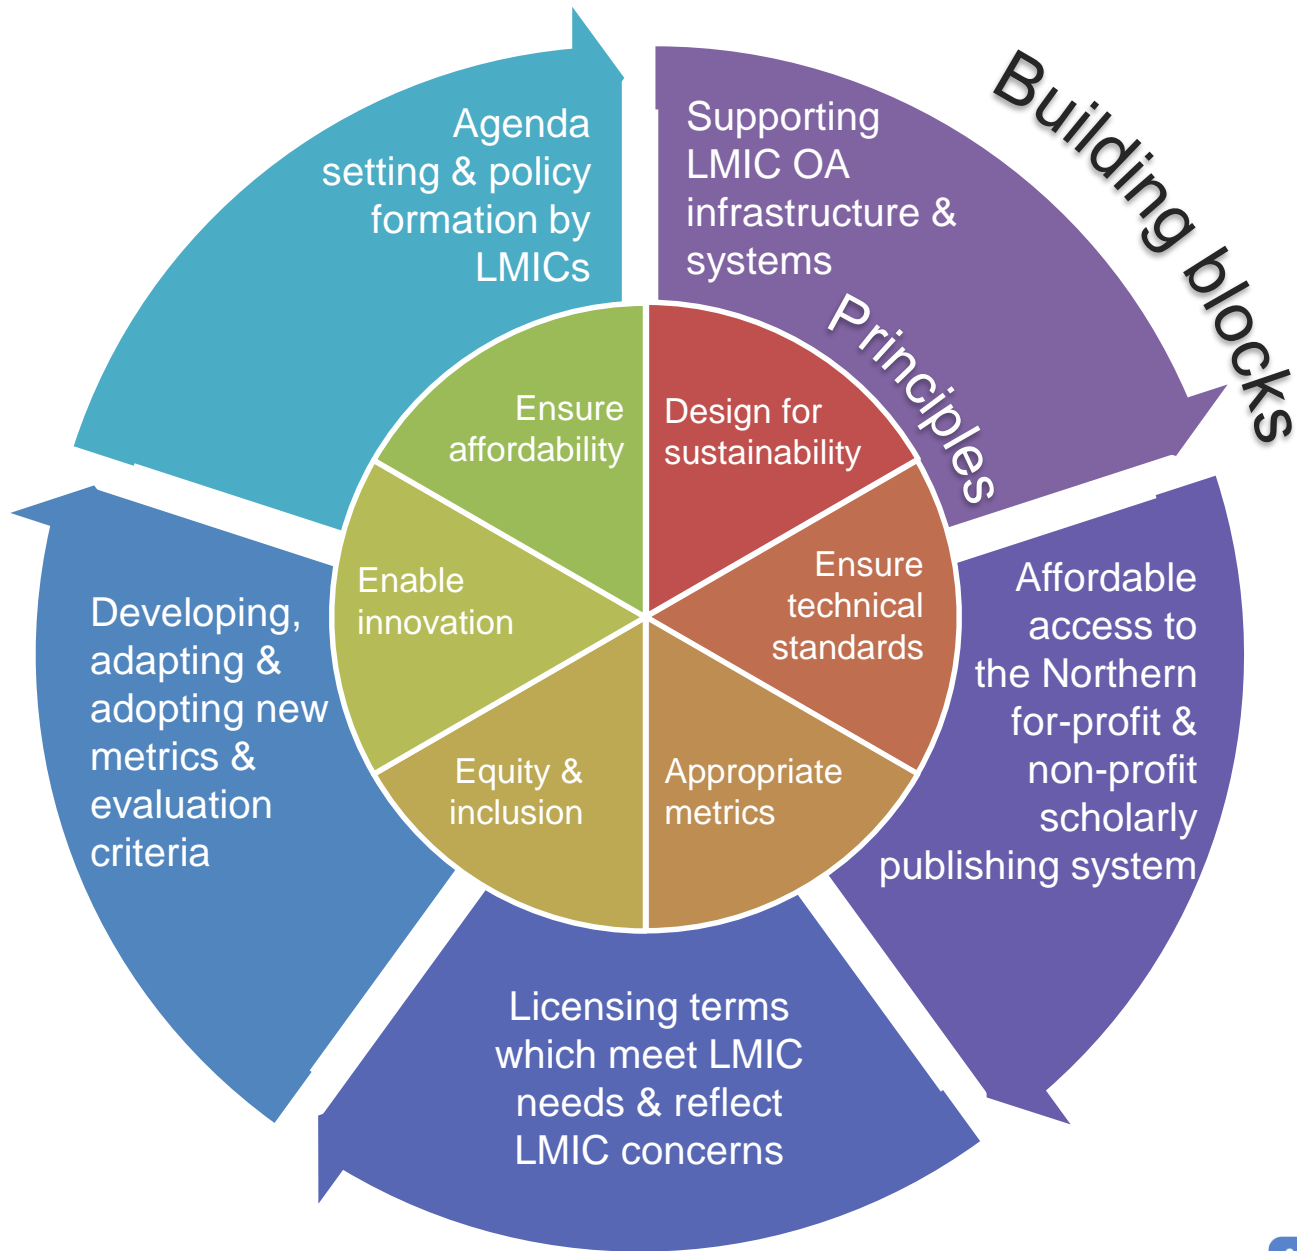 Building blocks
Supporting
LMIC OA
infrastructure &
systems
Affordable
access to
the Northern
for-profit &
non-profit
scholarly
publishing system
Licensing terms
which meet LMIC
needs & reflect
LMIC concerns
Developing,
adapting &
adopting new
metrics &
evaluation
criteria
Agenda
setting & policy
formation by
LMICs
Principles
Design for
sustainability
Ensure
technical
standards
Appropriate
metrics
Equity &
inclusion
Enable
innovation
Ensure
affordability